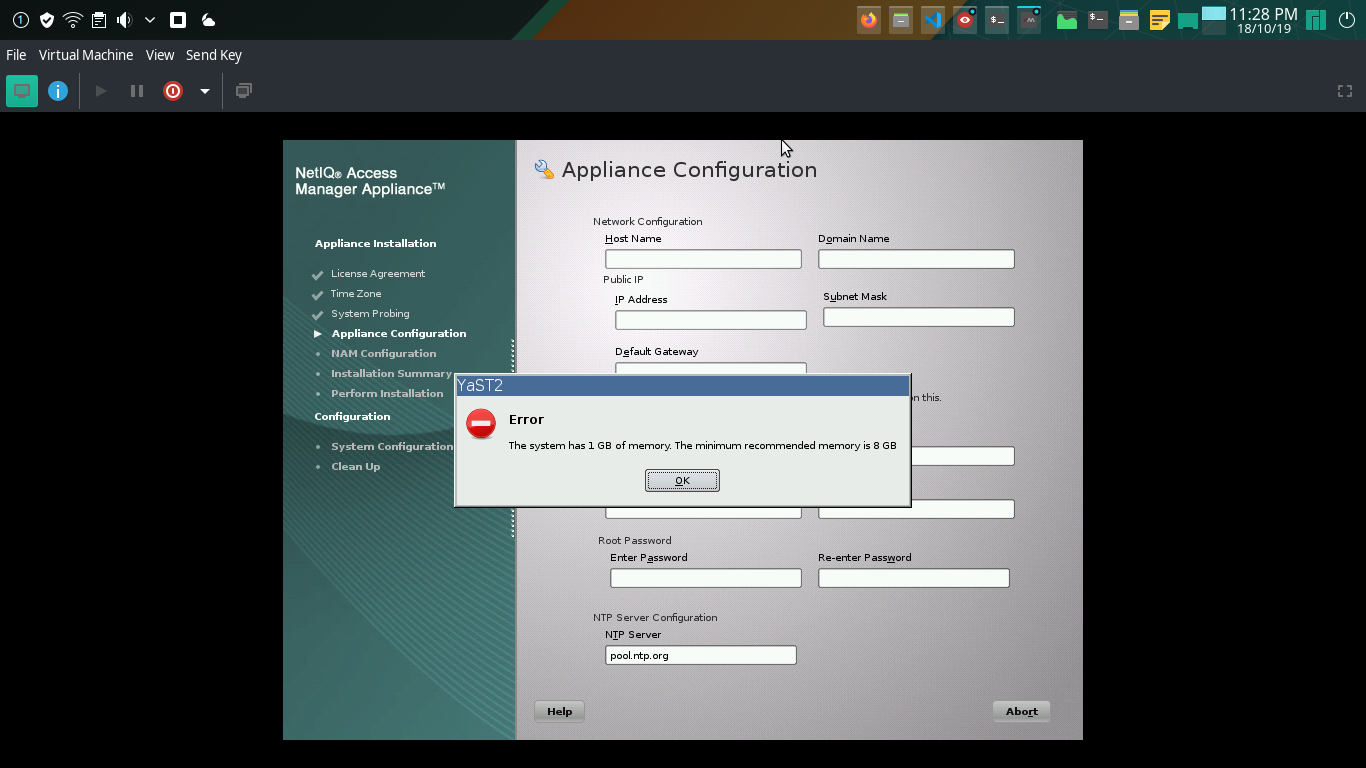 1
11:28 PM
18/10/19
File Virtual Machine View Send Key
NetIQ® Access
Manager Appliance™
Appliance Configuration
Appliance Installation
License Agreement
Time Zone
System Probing
Appliance Configuration
NAM Configuration
Installation Summary
Perform Installation
Configuration
System Configuration
Clean Up
Network Configuration
Host Name Domain Name
Public IP
IP Address Subnet Mask
Default Gateway
on this.
YaST2
Error
The system has 1 GB of memory. The minimum recommended memory is 8 GB
OK
Root Password
Enter Password Re-enter Password
NTP Server Configuration
NTP Server
pool.ntp.org
Help Abort